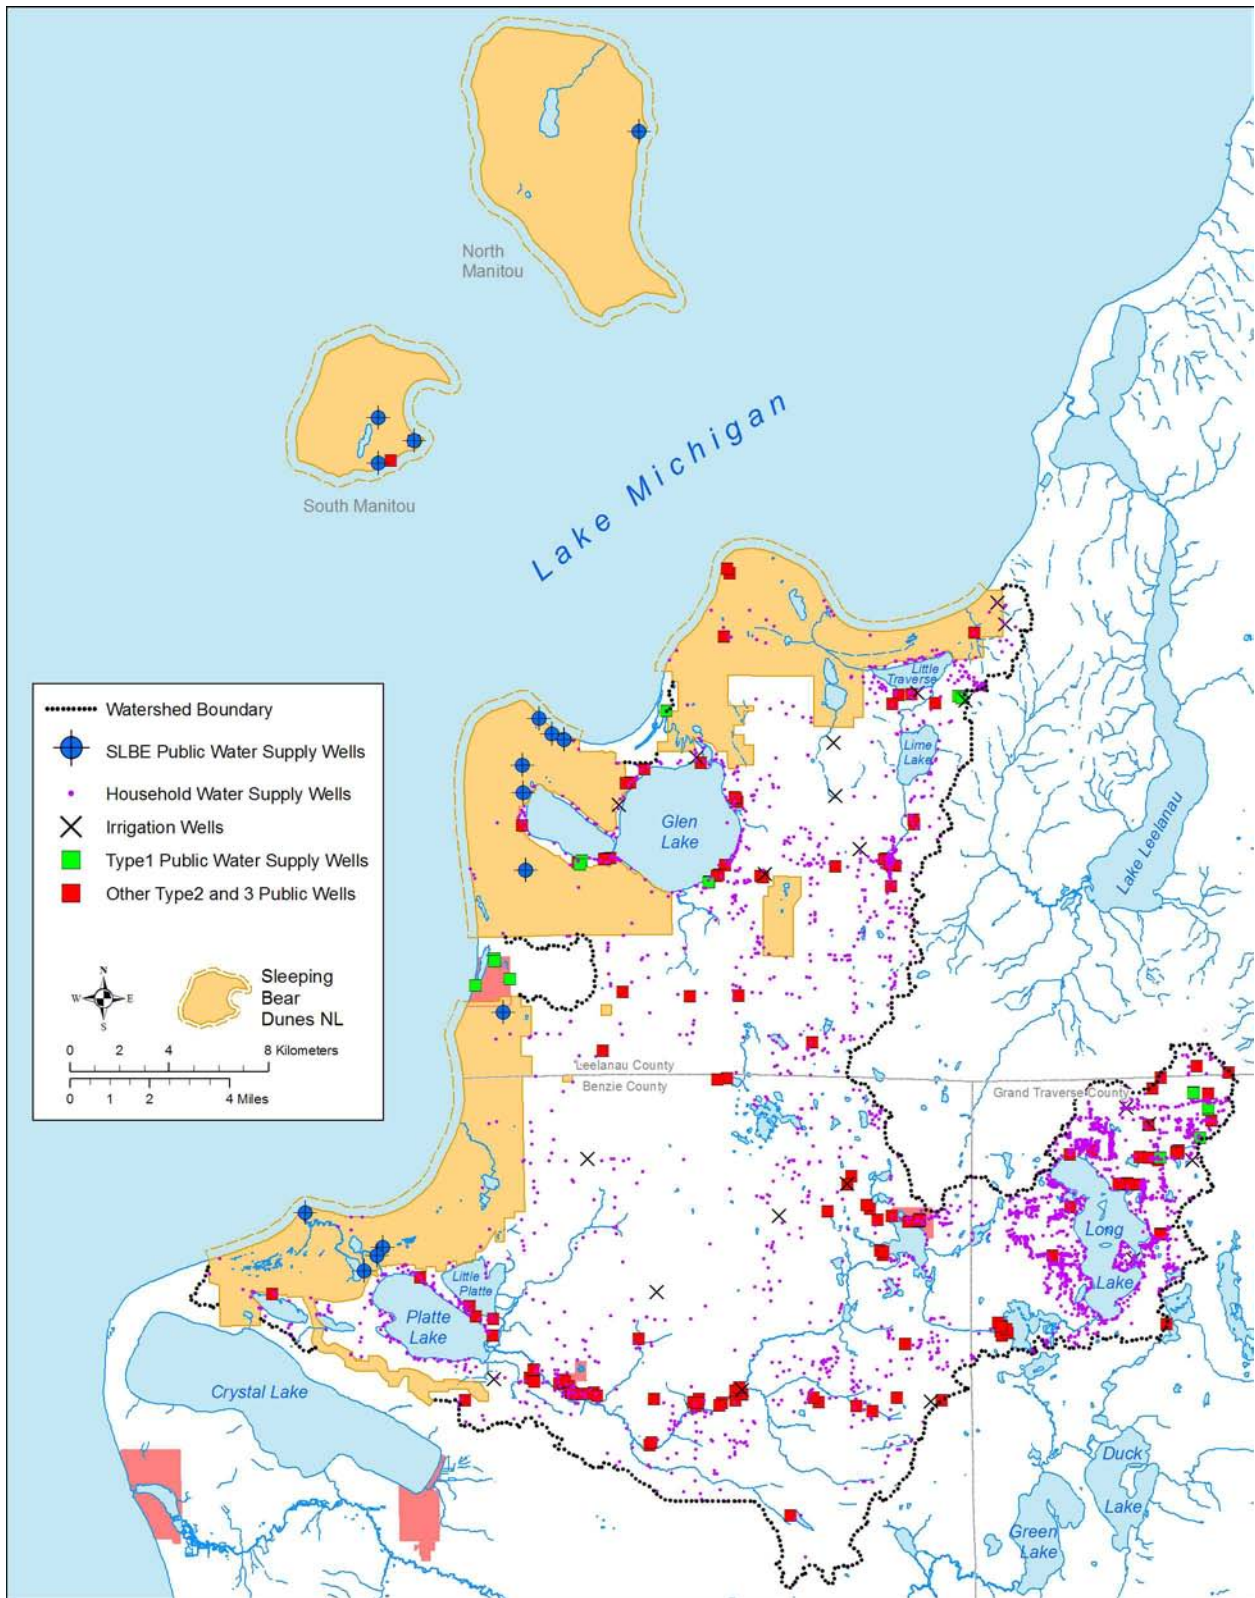 North
Manitou
South Manitou
Lake Michigan
Lake Leelanau
Little
Traverse
Lime
Lake
Glen
Lake
Watershed Boundary
SLBE Public Water Supply Wells
Household Water Supply Wells
Irrigation Wells
Type1 Public Water Supply Wells
Other Type2 and 3 Public Wells
N
W
E
S
Sleeping
Bear
Dunes NL
0 2 4 8 Kilometers
0 1 2 4 Miles
Leelanau County
Benzie County
Grand Traverse County
Long
Lake
Little
Platte
Platte
Lake
Crystal Lake
Duck
Lake
Green
Lake